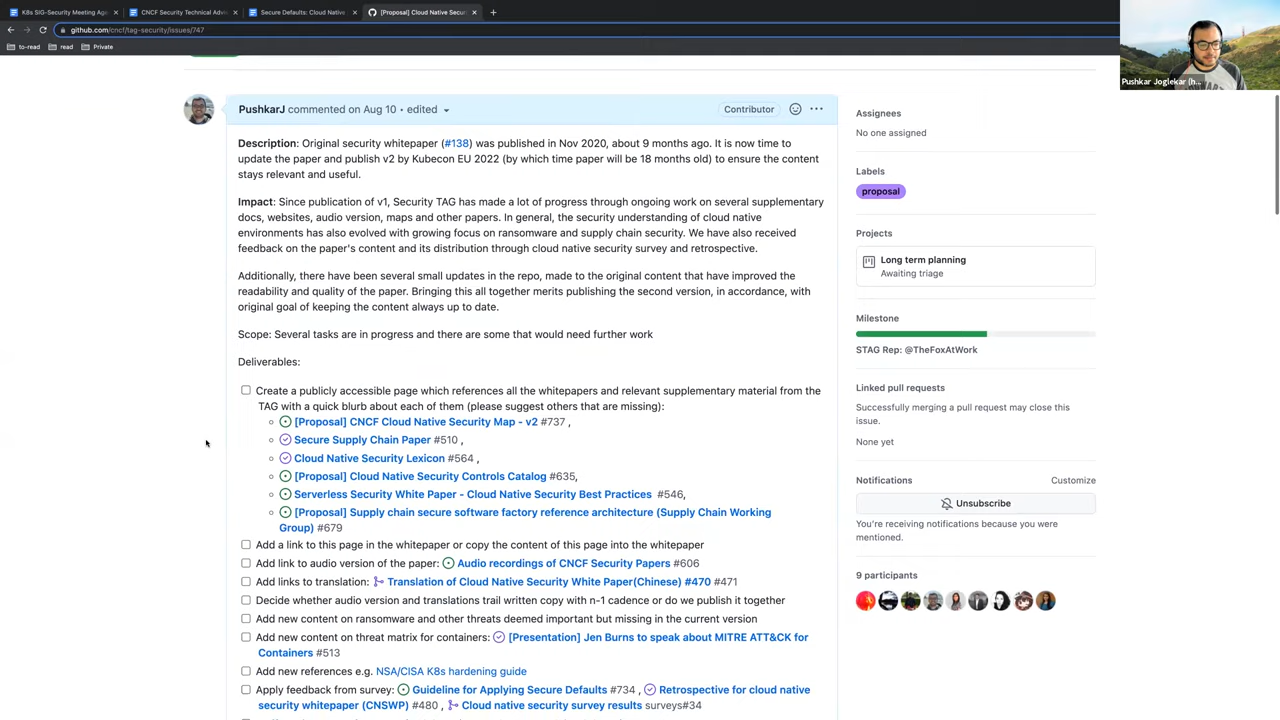 K8s SIG-Security Meeting Age
CNCF Security Technical Advis
Secure Defaults: Cloud Native
[Proposal] Cloud Native Secur
github.com/cncf/tag-security/issues/747
to-read
read
Private
Pushkar Joglekar (h...
PushkarJ commented on Aug 10 • edited
Contributor
Description: Original security whitepaper (#138) was published in Nov 2020, about 9 months ago. It is now time to
update the paper and publish v2 by Kubecon EU 2022 (by which time paper will be 18 months old) to ensure the content
stays relevant and useful.
Impact: Since publication of v1, Security TAG has made a lot of progress through ongoing work on several supplementary
docs, websites, audio version, maps and other papers. In general, the security understanding of cloud native
environments has also evolved with growing focus on ransomware and supply chain security. We have also received
feedback on the paper's content and its distribution through cloud native security survey and retrospective.
Additionally, there have been several small updates in the repo, made to the original content that have improved the
readability and quality of the paper. Bringing this all together merits publishing the second version, in accordance, with
original goal of keeping the content always up to date.
Scope: Several tasks are in progress and there are some that would need further work
Deliverables:
Create a publicly accessible page which references all the whitepapers and relevant supplementary material from the
TAG with a quick blurb about each of them (please suggest others that are missing):
[Proposal] CNCF Cloud Native Security Map - v2 #737 ,
Secure Supply Chain Paper #510 ,
Cloud Native Security Lexicon #564 ,
[Proposal] Cloud Native Security Controls Catalog #635,
Serverless Security White Paper - Cloud Native Security Best Practices #546,
[Proposal] Supply chain secure software factory reference architecture (Supply Chain Working
Group) #679
Add a link to this page in the whitepaper or copy the content of this page into the whitepaper
Add link to audio version of the paper: Audio recordings of CNCF Security Papers #606
Add links to translation: Translation of Cloud Native Security White Paper(Chinese) #470 #471
Decide whether audio version and translations trail written copy with n-1 cadence or do we publish it together
Add new content on ransomware and other threats deemed important but missing in the current version
Add new content on threat matrix for containers: [Presentation] Jen Burns to speak about MITRE ATT&CK for
Containers #513
Add new references e.g. NSA/CISA K8s hardening guide
Apply feedback from survey: Guideline for Applying Secure Defaults #734 , Retrospective for cloud native
security whitepaper (CNSWP) #480 , Cloud native security survey results surveys#34
Assignees
No one assigned
Labels
proposal
Projects
Long term planning
Awaiting triage
Milestone
STAG Rep: @TheFoxAtWork
Linked pull requests
Successfully merging a pull request may close this
issue.
None yet
Notifications
Customize
Unsubscribe
You're receiving notifications because you were
mentioned.
9 participants